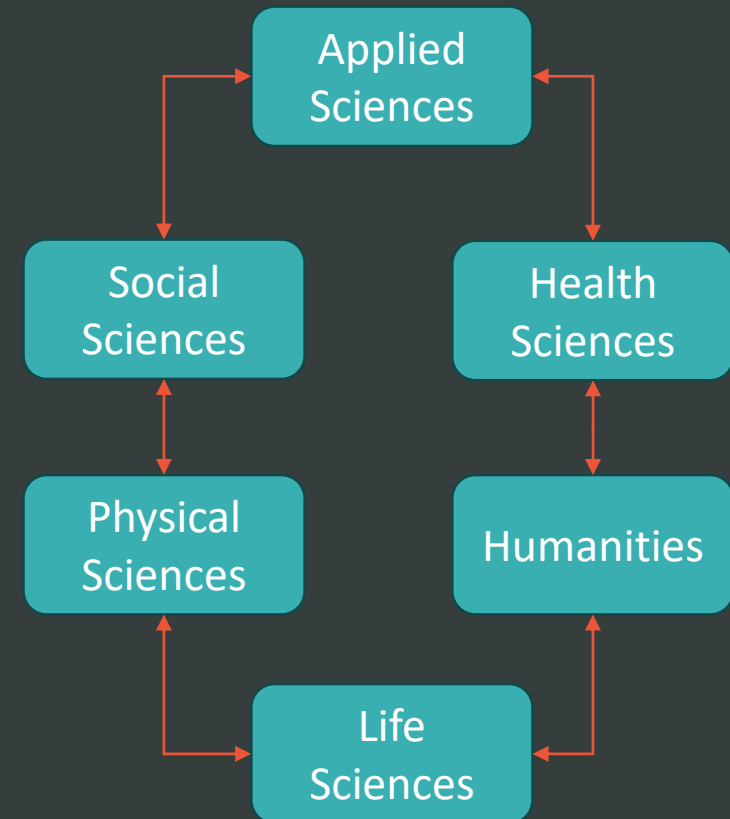 Applied
Sciences
Social
Sciences
Health
Sciences
Physical
Sciences
Humanities
Life
Sciences